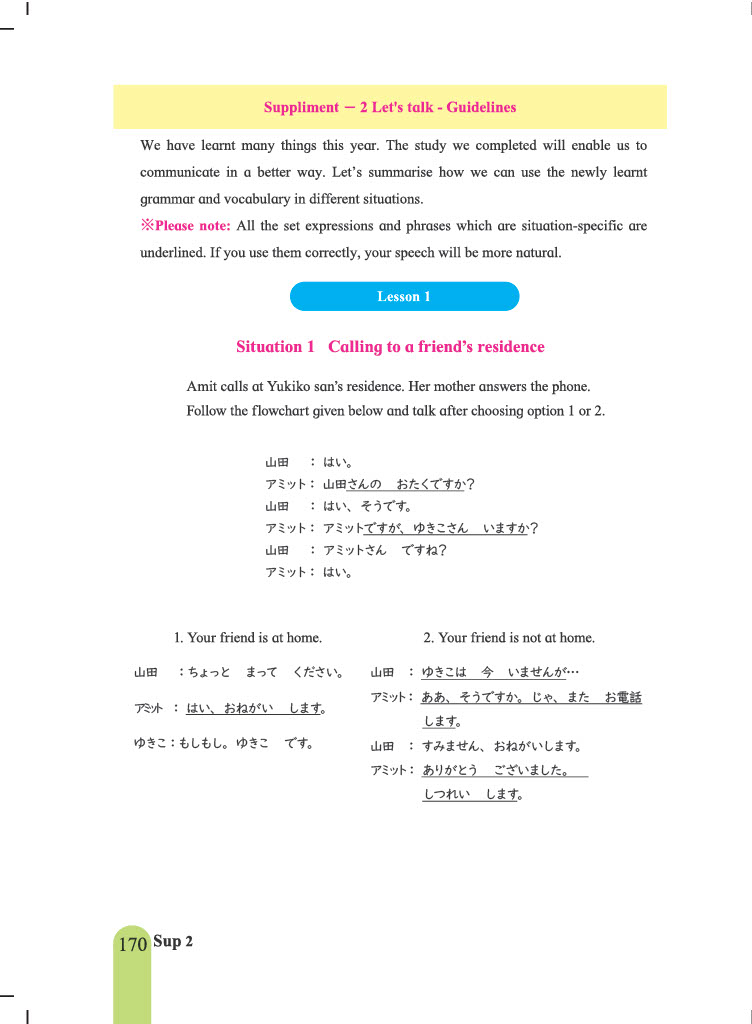 Suppliment － 2 Let's talk - Guidelines
We have learnt many things this year. The study we completed will enable us to
communicate in a better way. Let’s summarise how we can use the newly learnt
grammar and vocabulary in different situations.
※Please note: All the set expressions and phrases which are situation-specific are
underlined. If you use them correctly, your speech will be more natural.
Lesson 1
Situation 1 Calling to a friend’s residence
Amit calls at Yukiko san’s residence. Her mother answers the phone.
Follow the flowchart given below and talk after choosing option 1 or 2.
山田　：はい。
アミット：山田さんの　おたくですか？
山田　：はい、そうです。
アミット：アミットですが、ゆきこさん　いますか？
山田　：アミットさん　ですね？
アミット：はい。
1. Your friend is at home.
山田　：ちょっと　まって　ください。
アミット ：はい、おねがい　します。
ゆきこ：もしもし。ゆきこ　です。
2. Your friend is not at home.
山田　：ゆきこは　今　いませんが…
アミット：ああ、そうですか。じゃ、また　お電話
します。
山田　：すみません、おねがいします。
アミット：ありがとう　ございました。
しつれい　します。
170 Sup 2